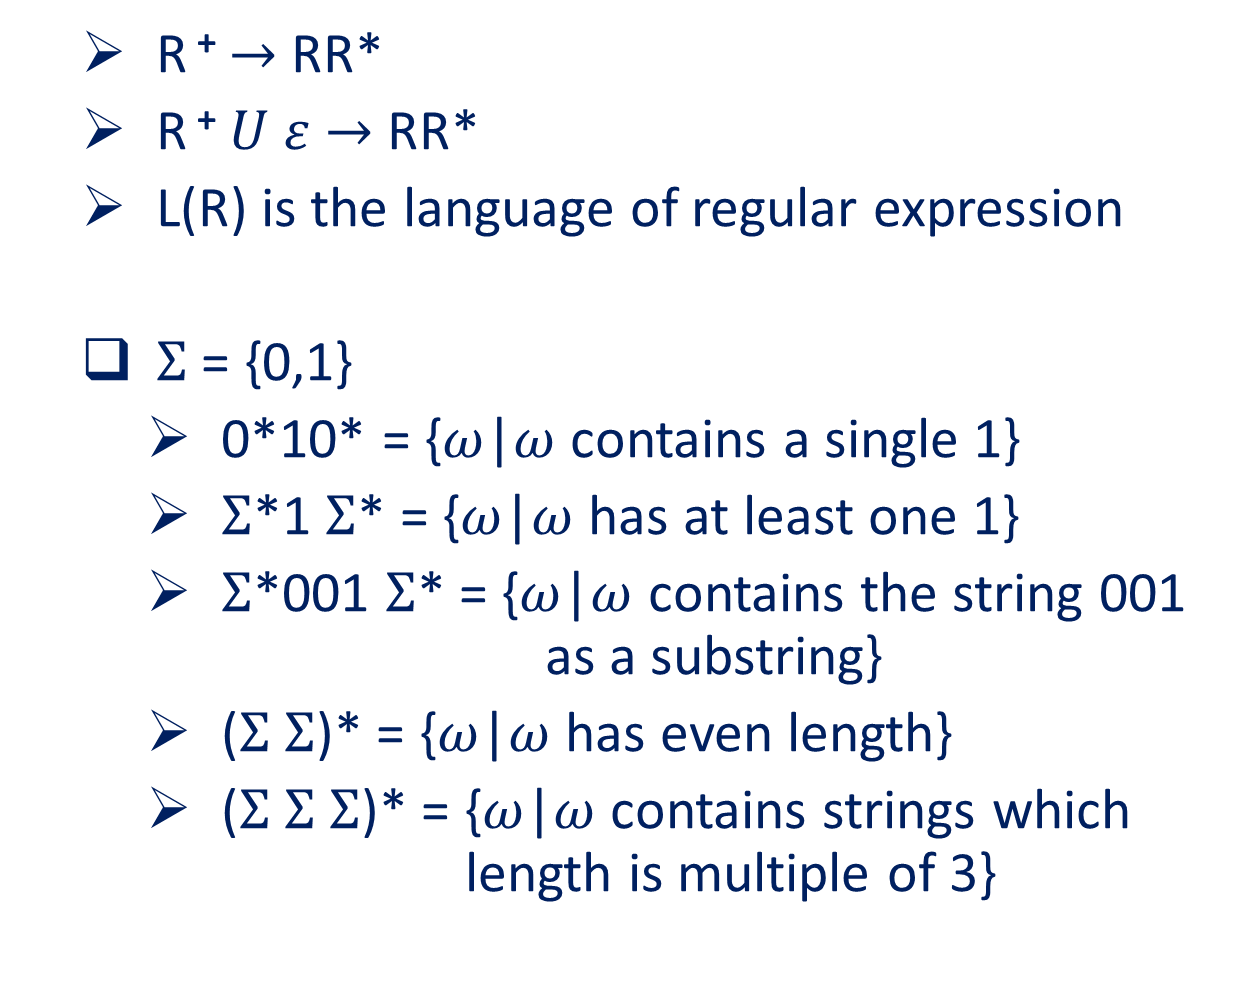 ➢ R⁺ → RR*
➢ R⁺ U ε → RR*
➢ L(R) is the language of regular expression
❑ Σ = {0,1}
➢ 0*10* = {ω|ω contains a single 1}
➢ Σ*1 Σ* = {ω|ω has at least one 1}
➢ Σ*001 Σ* = {ω|ω contains the string 001
as a substring}
➢ (Σ Σ)* = {ω|ω has even length}
➢ (Σ Σ Σ)* = {ω|ω contains strings which
length is multiple of 3}